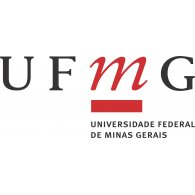 UFmG
UNIVERSIDADE FEDERAL
DE MINAS GERAIS